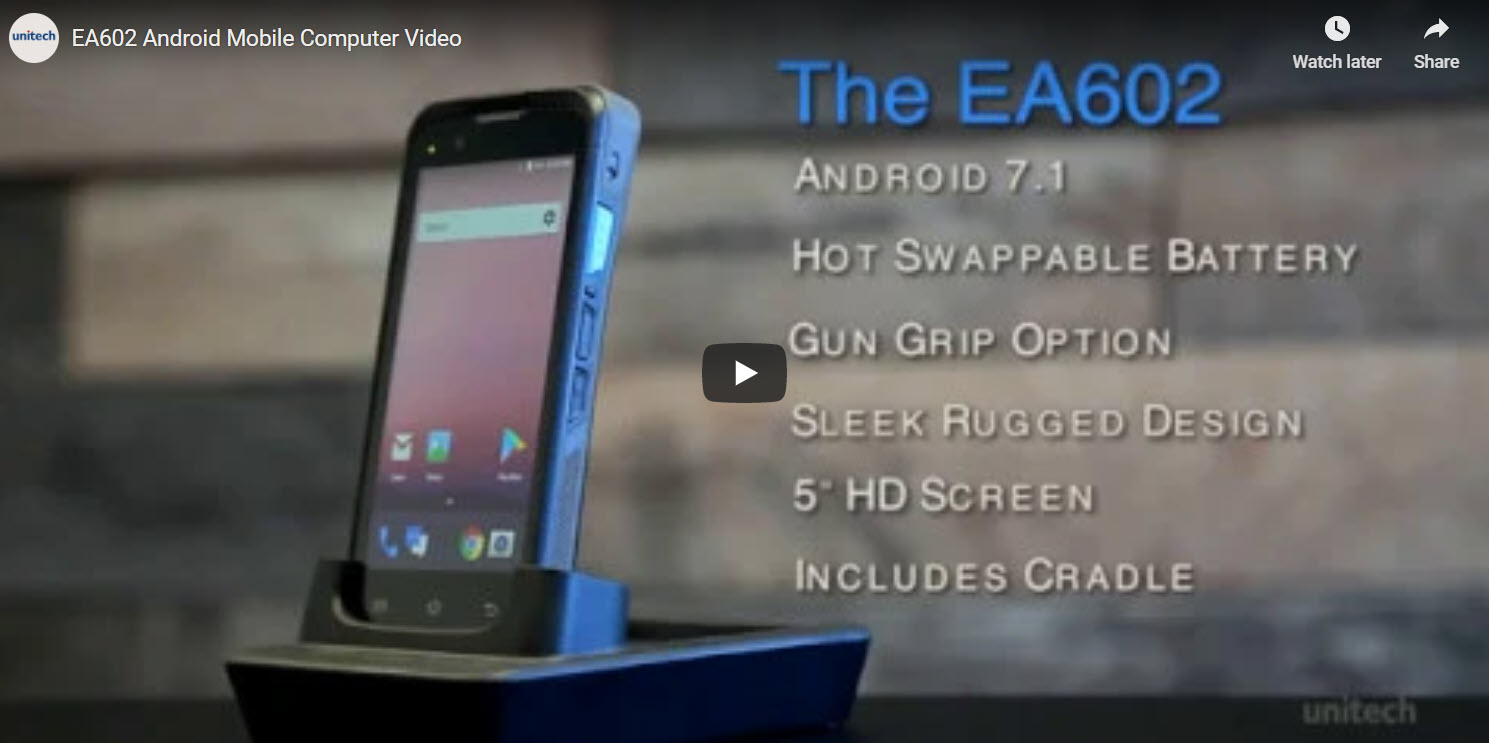 unitech
EA602 Android Mobile Computer Video
Watch later
Share
The EA602
ANDROID 7.1
HOT SWAPPABLE BATTERY
GUN GRIP OPTION
SLEEK RUGGED DESIGN
5" HD SCREEN
INCLUDES CRADLE
unitech